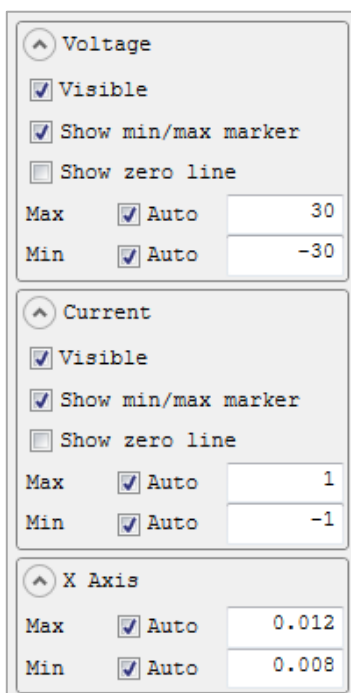 Voltage
Visible
Show min/max marker
Show zero line
Max Auto 30
Min Auto -30
Current
Visible
Show min/max marker
Show zero line
Max Auto 1
Min Auto -1
X Axis
Max Auto 0.012
Min Auto 0.008